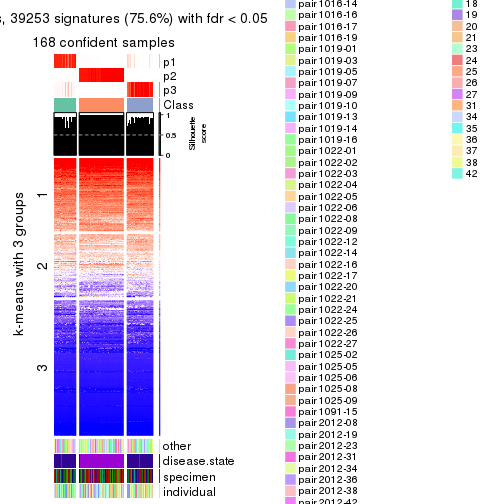 s, 39253 signatures (75.6%) with fdr < 0.05
168 confident samples
p1
p2
p3
Class
1
0.5
0
Silhouette
score
k-means with 3 groups
1
2
3
other
disease.state
specimen
individual
pair1016-14
pair1016-16
pair1016-17
pair1016-19
pair1019-01
pair1019-03
pair1019-05
pair1019-07
pair1019-09
pair1019-10
pair1019-13
pair1019-14
pair1019-16
pair1022-01
pair1022-02
pair1022-03
pair1022-04
pair1022-05
pair1022-06
pair1022-08
pair1022-09
pair1022-12
pair1022-14
pair1022-16
pair1022-17
pair1022-20
pair1022-21
pair1022-24
pair1022-25
pair1022-26
pair1022-27
pair1025-02
pair1025-05
pair1025-06
pair1025-08
pair1025-09
pair1091-15
pair2012-08
pair2012-19
pair2012-23
pair2012-31
pair2012-34
pair2012-36
pair2012-38
pair2012-42
18
19
20
21
23
24
25
26
27
31
34
35
36
37
38
42